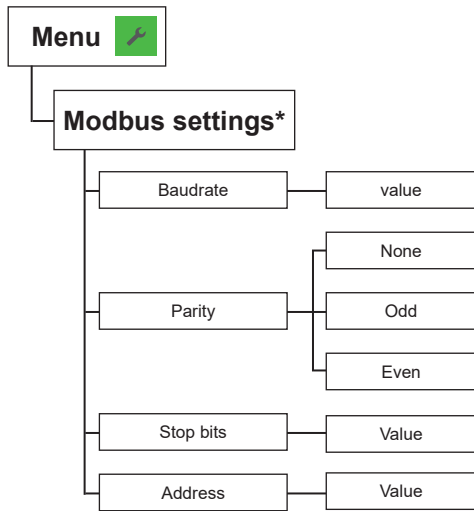 Menu
Modbus settings*
Baudrate
value
None
Parity
Odd
Even
Stop bits
Value
Address
Value